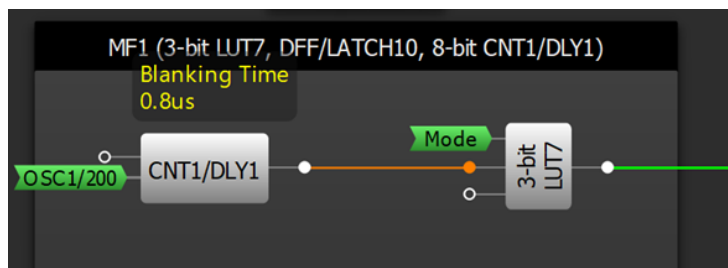 MF1 (3-bit LUT7, DFF/LATCH10, 8-bit CNT1/DLY1)
Blanking Time
0.8us
Mode
OSC1/200
CNT1/DLY1
3-bit
LUT7